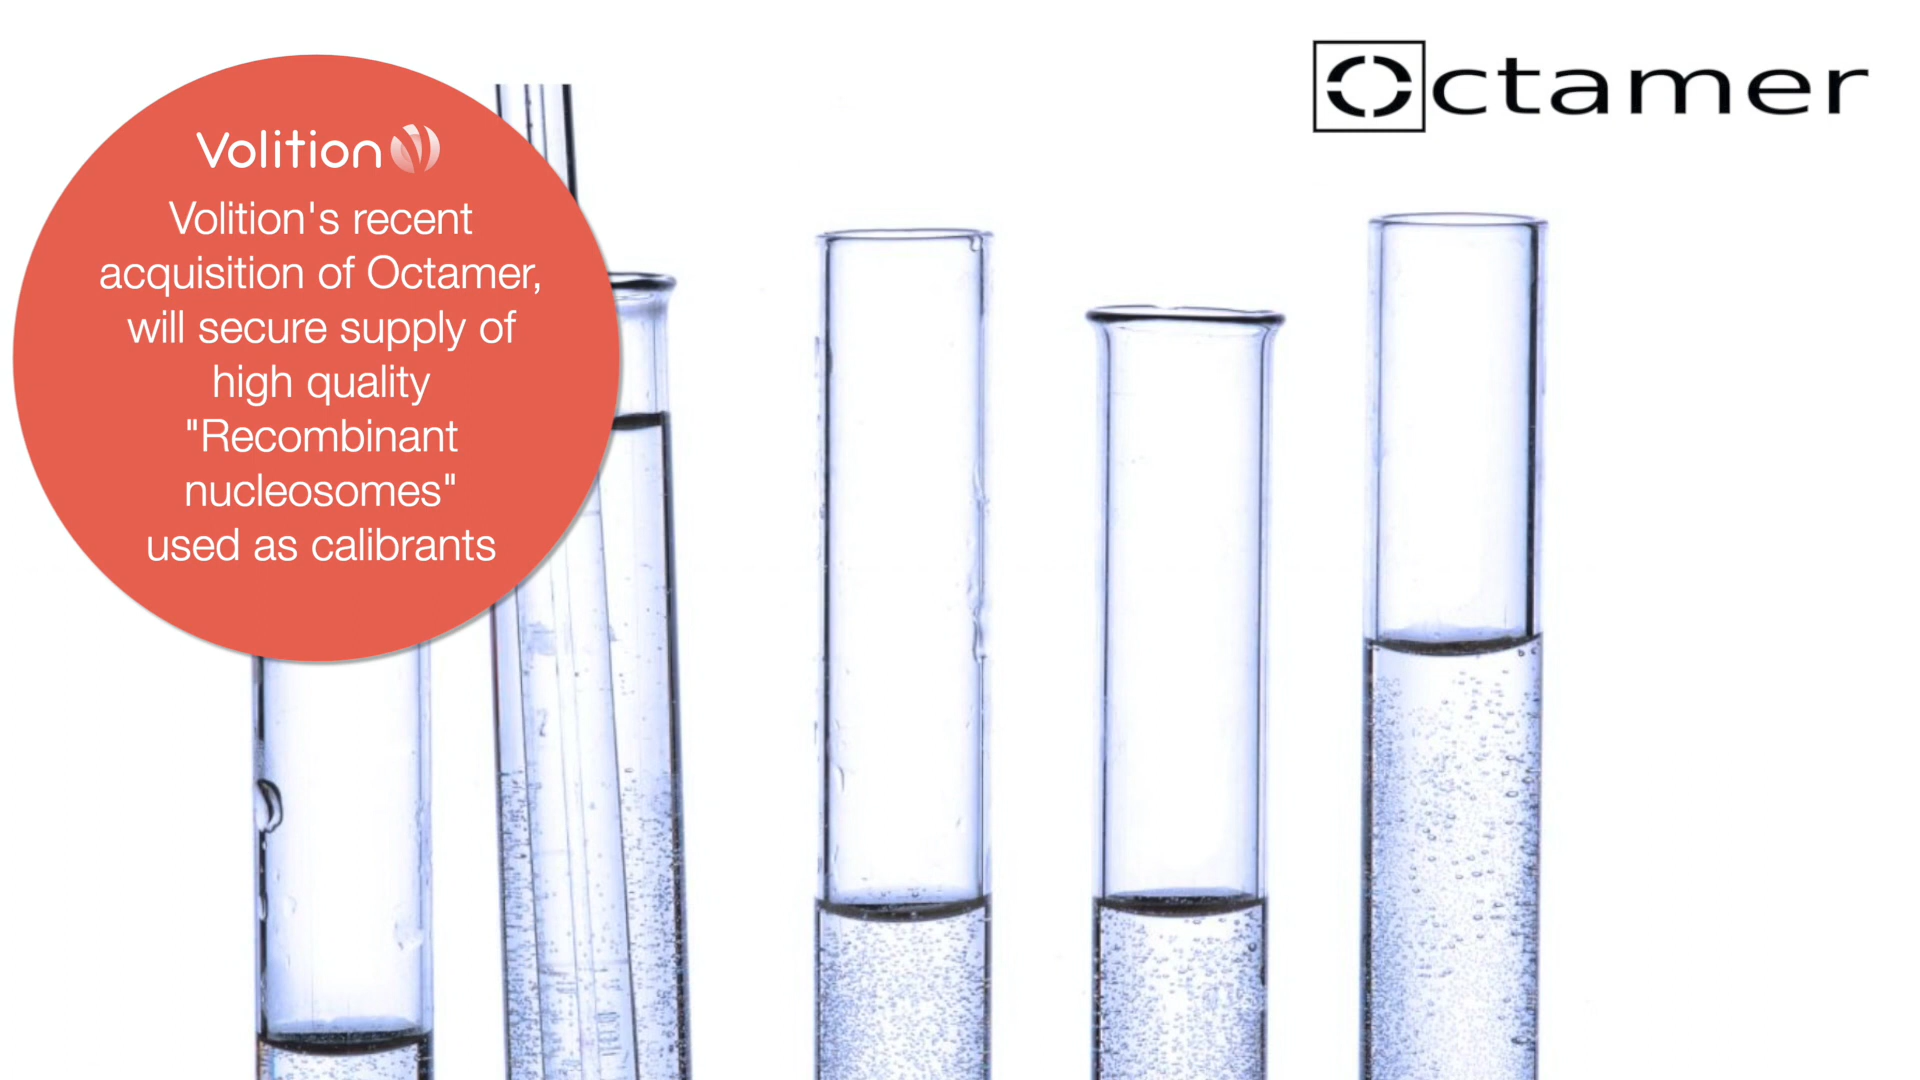 Volition
Volition's recent
acquisition of Octamer,
will secure supply of
high quality
"Recombinant
nucleosomes"
used as calibrants
Octamer